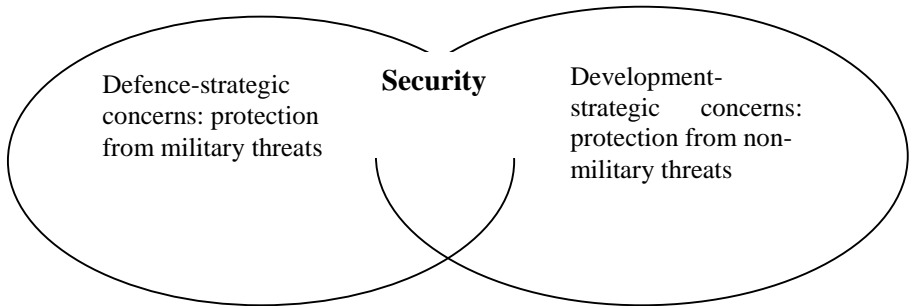 Defence-strategic
concerns: protection
from military threats
Security
Development-
strategic concerns:
protection from non-
military threats